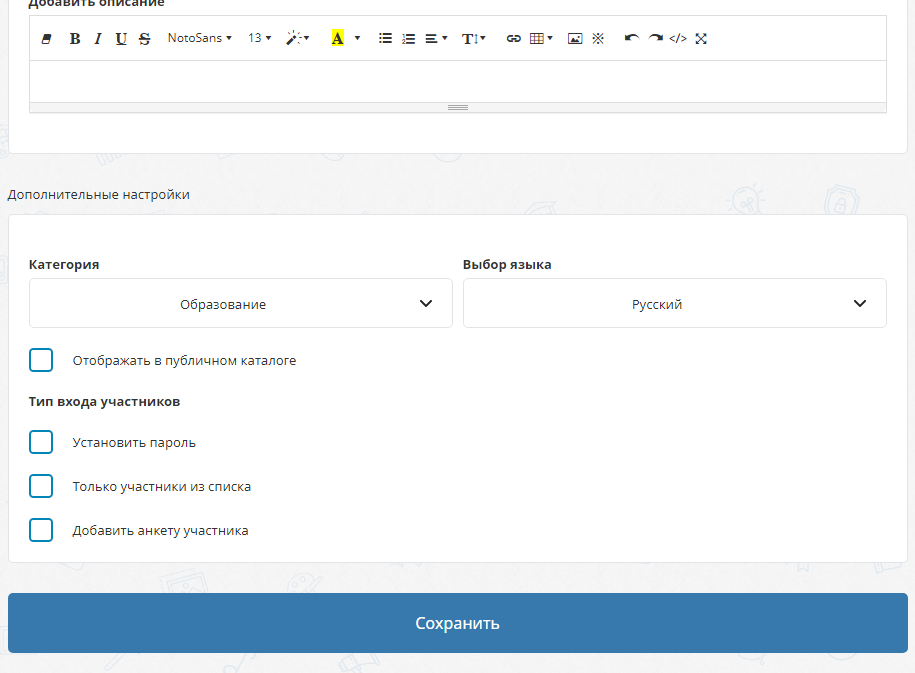 Добавить описание
B I U S NotoSans 13 A T </>
Дополнительные настройки
Категория
Выбор языка
Образование
Русский
Отображать в публичном каталоге
Тип входа участников
Установить пароль
Только участники из списка
Добавить анкету участника
Сохранить